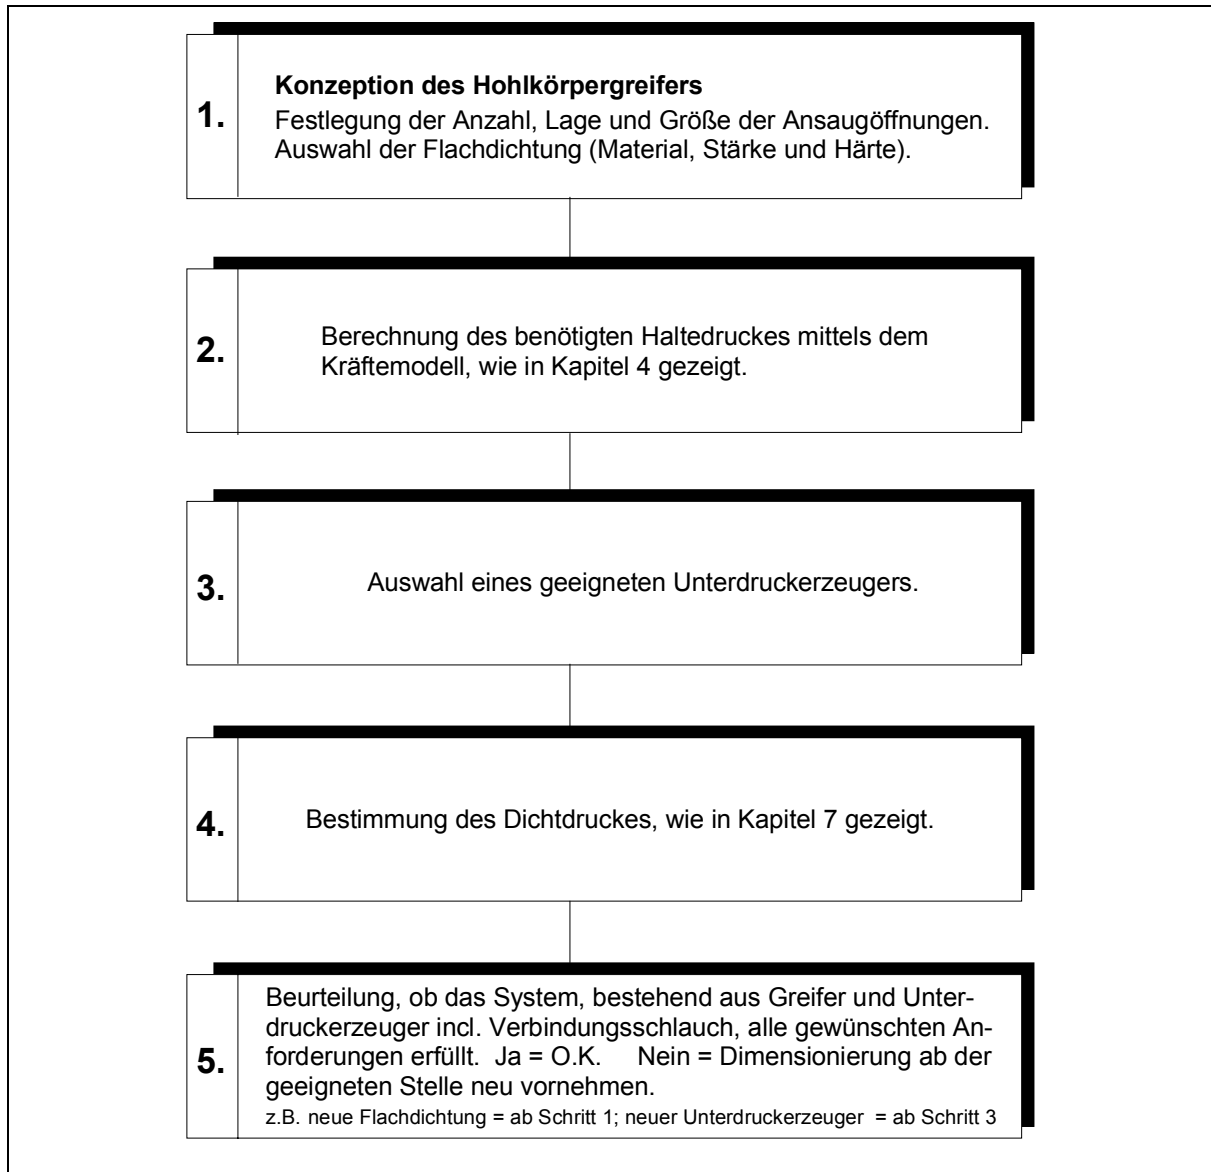 1.
Konzeption des Hohlkörpergreifers
Festlegung der Anzahl, Lage und Größe der Ansaugöffnungen.
Auswahl der Flachdichtung (Material, Stärke und Härte).
2.
Berechnung des benötigten Haltedruckes mittels dem
Kräftemodell, wie in Kapitel 4 gezeigt.
3.
Auswahl eines geeigneten Unterdruckerzeugers.
4.
Bestimmung des Dichtdruckes, wie in Kapitel 7 gezeigt.
5.
Beurteilung, ob das System, bestehend aus Greifer und Unter-
druckerzeuger incl. Verbindungsschlauch, alle gewünschten An-
forderungen erfüllt. Ja = O.K. Nein = Dimensionierung ab der
geeigneten Stelle neu vornehmen.
z.B. neue Flachdichtung = ab Schritt 1; neuer Unterdruckerzeuger = ab Schritt 3